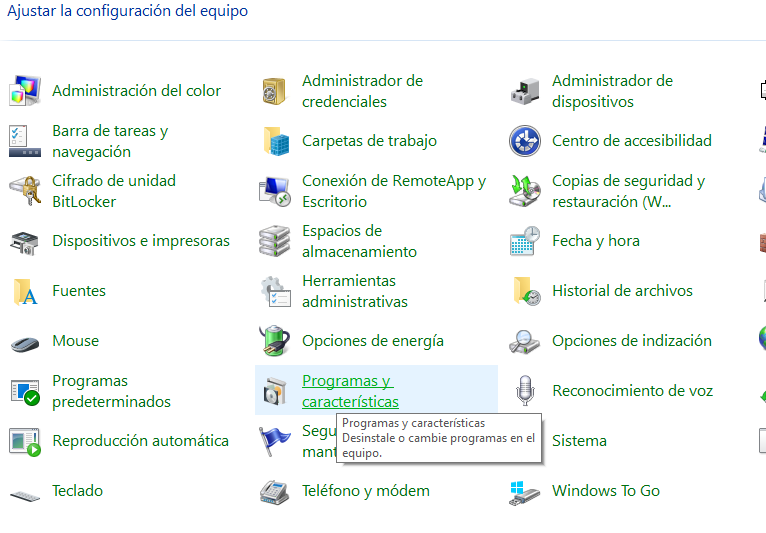 Ajustar la configuración del equipo
Administración del color
Administrador de
credenciales
Administrador de
dispositivos
Barra de tareas y
navegación
Carpetas de trabajo
Centro de accesibilidad
Cifrado de unidad
BitLocker
Conexión de RemoteApp y
Escritorio
Copias de seguridad y
restauración (W...
Dispositivos e impresoras
Espacios de
almacenamiento
Fecha y hora
Fuentes
Herramientas
administrativas
Historial de archivos
Mouse
Opciones de energía
Opciones de indización
Programas
predeterminados
Programas y
características
Reconocimiento de voz
Programas y características
Desinstale o cambie programas en el
equipo.
Reproducción automática
Sistema
Teclado
Teléfono y módem
Windows To Go